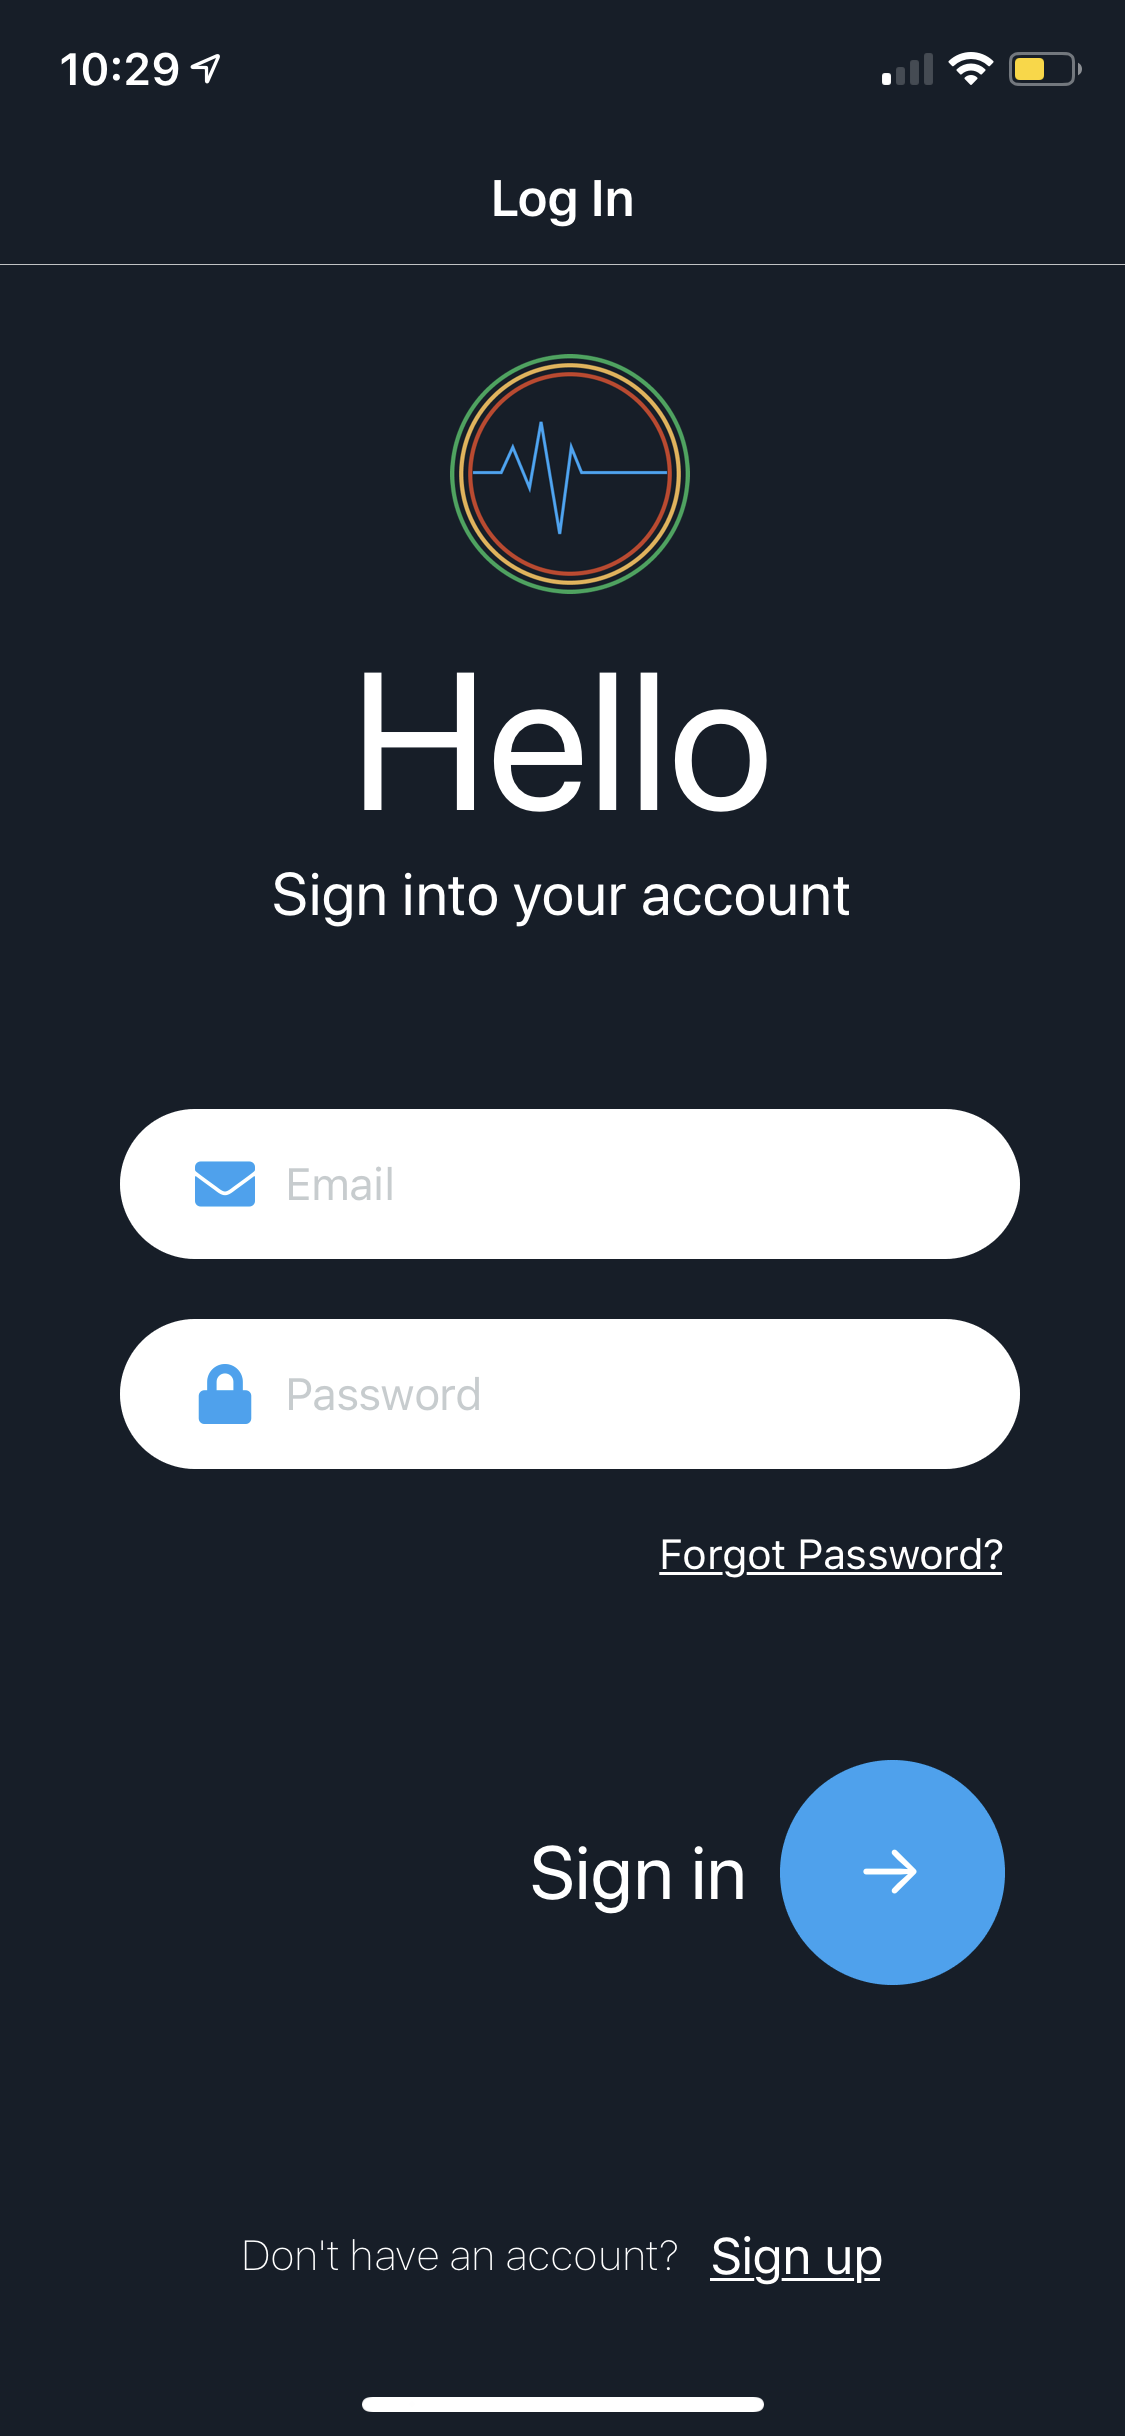 10:29
Log In
Hello
Sign into your account
Email
Password
Forgot Password?
Sign in
Don't have an account? Sign up